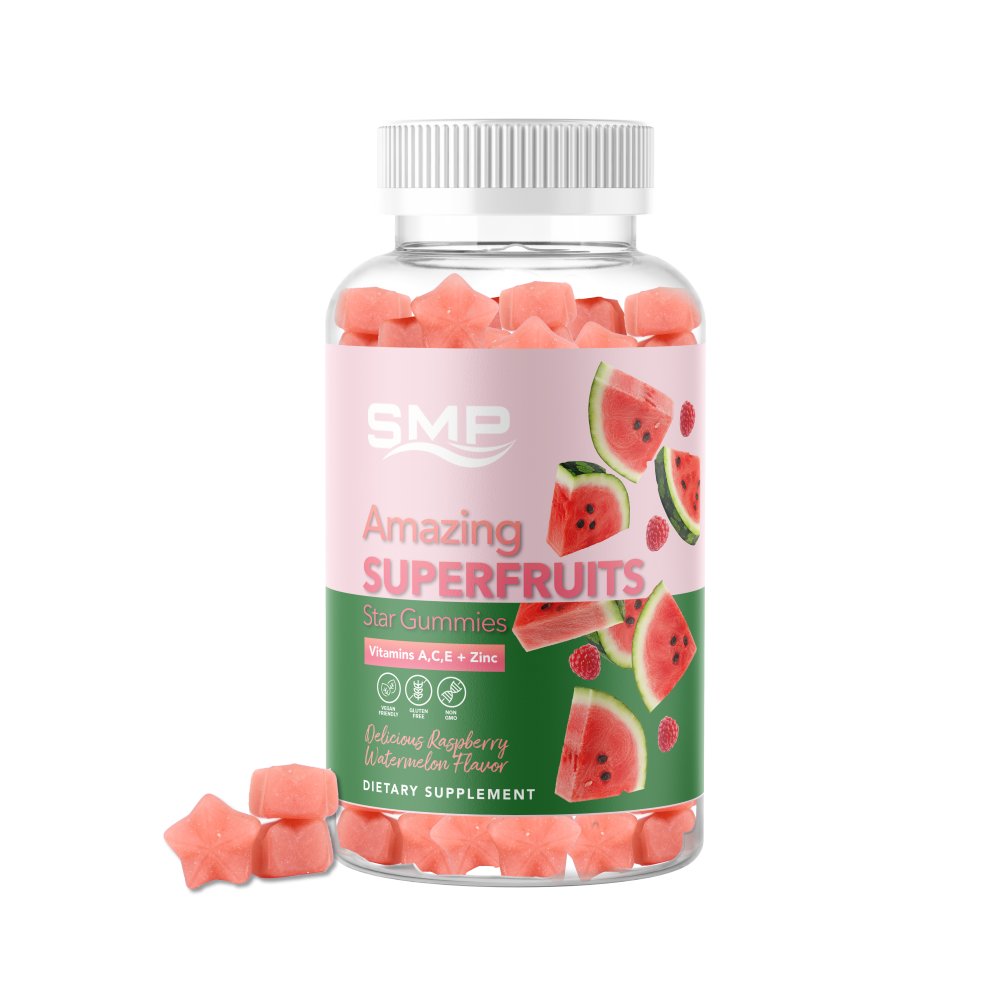 SMP
Amazing
SUPERFRUITS
Star Gummies
Vitamins A,C,E + Zinc
VEGAN
FRIENDLY
GLUTEN
FREE
NON
GMO
Delicious Raspberry
Watermelon Flavor
DIETARY SUPPLEMENT